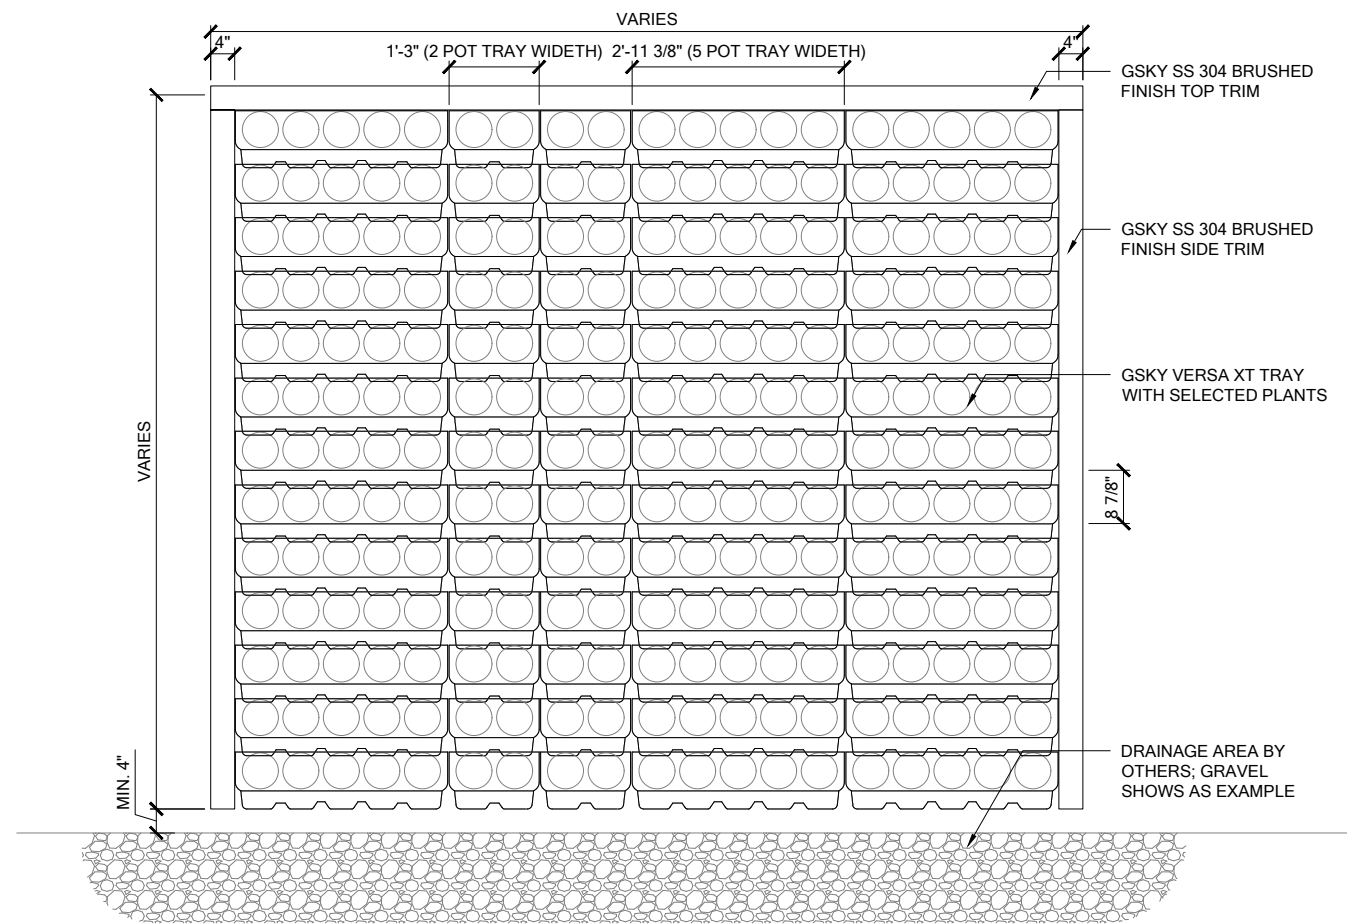 VARIES
4"
1'-3" (2 POT TRAY WIDETH)
2'-11 3/8" (5 POT TRAY WIDETH)
4"
GSKY SS 304 BRUSHED
FINISH TOP TRIM
GSKY SS 304 BRUSHED
FINISH SIDE TRIM
GSKY VERSA XT TRAY
WITH SELECTED PLANTS
VARIES
8 7/8"
DRAINAGE AREA BY
OTHERS; GRAVEL
SHOWS AS EXAMPLE
MIN. 4"